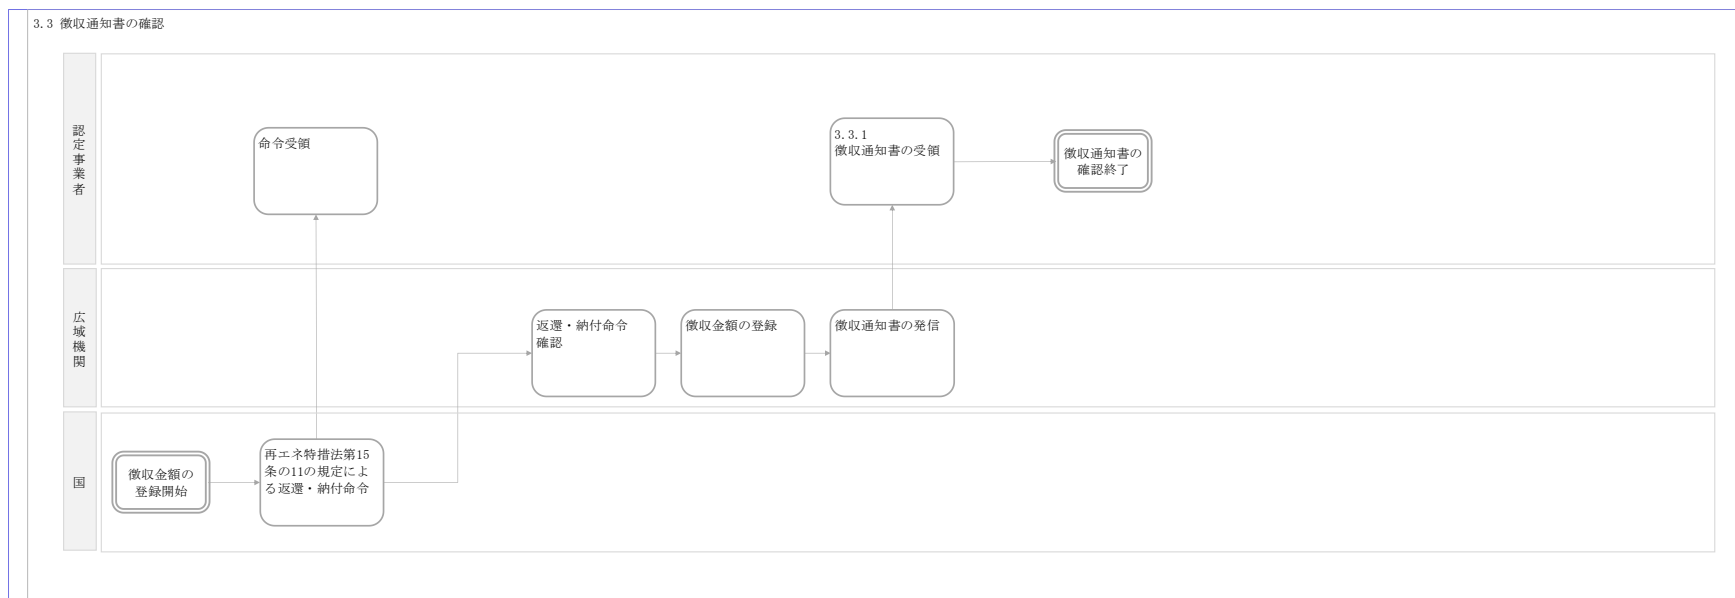 3.3 徴収通知書の確認
認定事業者
命令受領
3.3.1
徴収通知書の受領
徴収通知書の
確認終了
広域機関
返還・納付命令
確認
徴収金額の登録
徴収通知書の発信
国
徴収金額の
登録開始
再エネ特措法第15
条の11の規定によ
る返還・納付命令